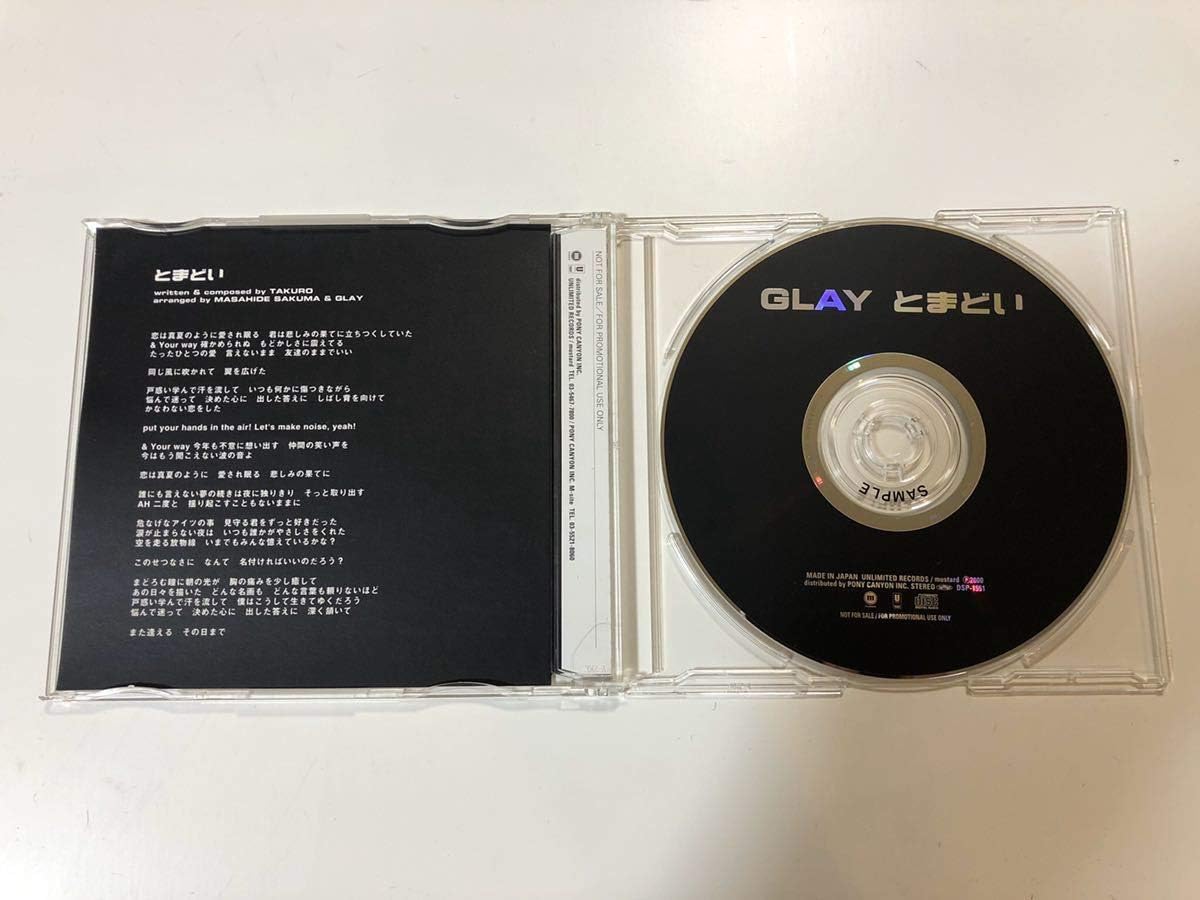 とまどい
written & composed by TAKURO
arranged by MASAHIDE SAKUMA & GLAY
恋は真夏のように愛され眠る 君は悲しみの果てに立ちつくしていた
& Your way 確かめられぬ もどかしさに震えてる
たったひとつの愛 言えないまま 友達のままでいい
同じ風に吹かれて 翼を広げた
戸惑い学んで汗を流して いつも何かに傷つきながら
悩んで迷って 決めた心に 出した答えに しばし背を向けて
かなわない恋をした
put your hands in the air! Let's make noise, yeah!
& Your way 今年も不意に想い出す 仲間の笑い声を
今はもう聞こえない波の音よ
恋は真夏のように 愛され眠る 悲しみの果てに
誰にも言えない夢の続きは夜に独りきり そっと取り出す
AH 二度と 揺り起こすこともないままに
危なげなアイツの事 見守る君をずっと好きだった
涙が止まらない夜は いつも誰かがやさしさをくれた
空を走る放物線 いまでもみんな憶えているかな?
このせつなさに なんて 名付ければいいのだろう?
まどろむ瞳に朝の光が 胸の痛みを少し癒して
あの日々を描いた どんな名画も どんな言葉も頼りないほど
戸惑い学んで汗を流して 僕はこうして生きてゆくだろう
悩んで迷って 決めた心に 出した答えに 深く頷いて
また逢える その日まで
NOT FOR SALE/FOR PROMOTIONAL USE ONLY
distributed by PONY CANYON INC.
UNLIMITED RECORDS / mustard TEL. 03-5467-7800 / PONY CANYON INC. M-site TEL. 03-5521-8060
GLAY とまどい
SAMPLE
MADE IN JAPAN UNLIMITED RECORDS / mustard Ⓟ2000
distributed by PONY CANYON INC. STEREO DSP-1951
NOT FOR SALE / FOR PROMOTIONAL USE ONLY